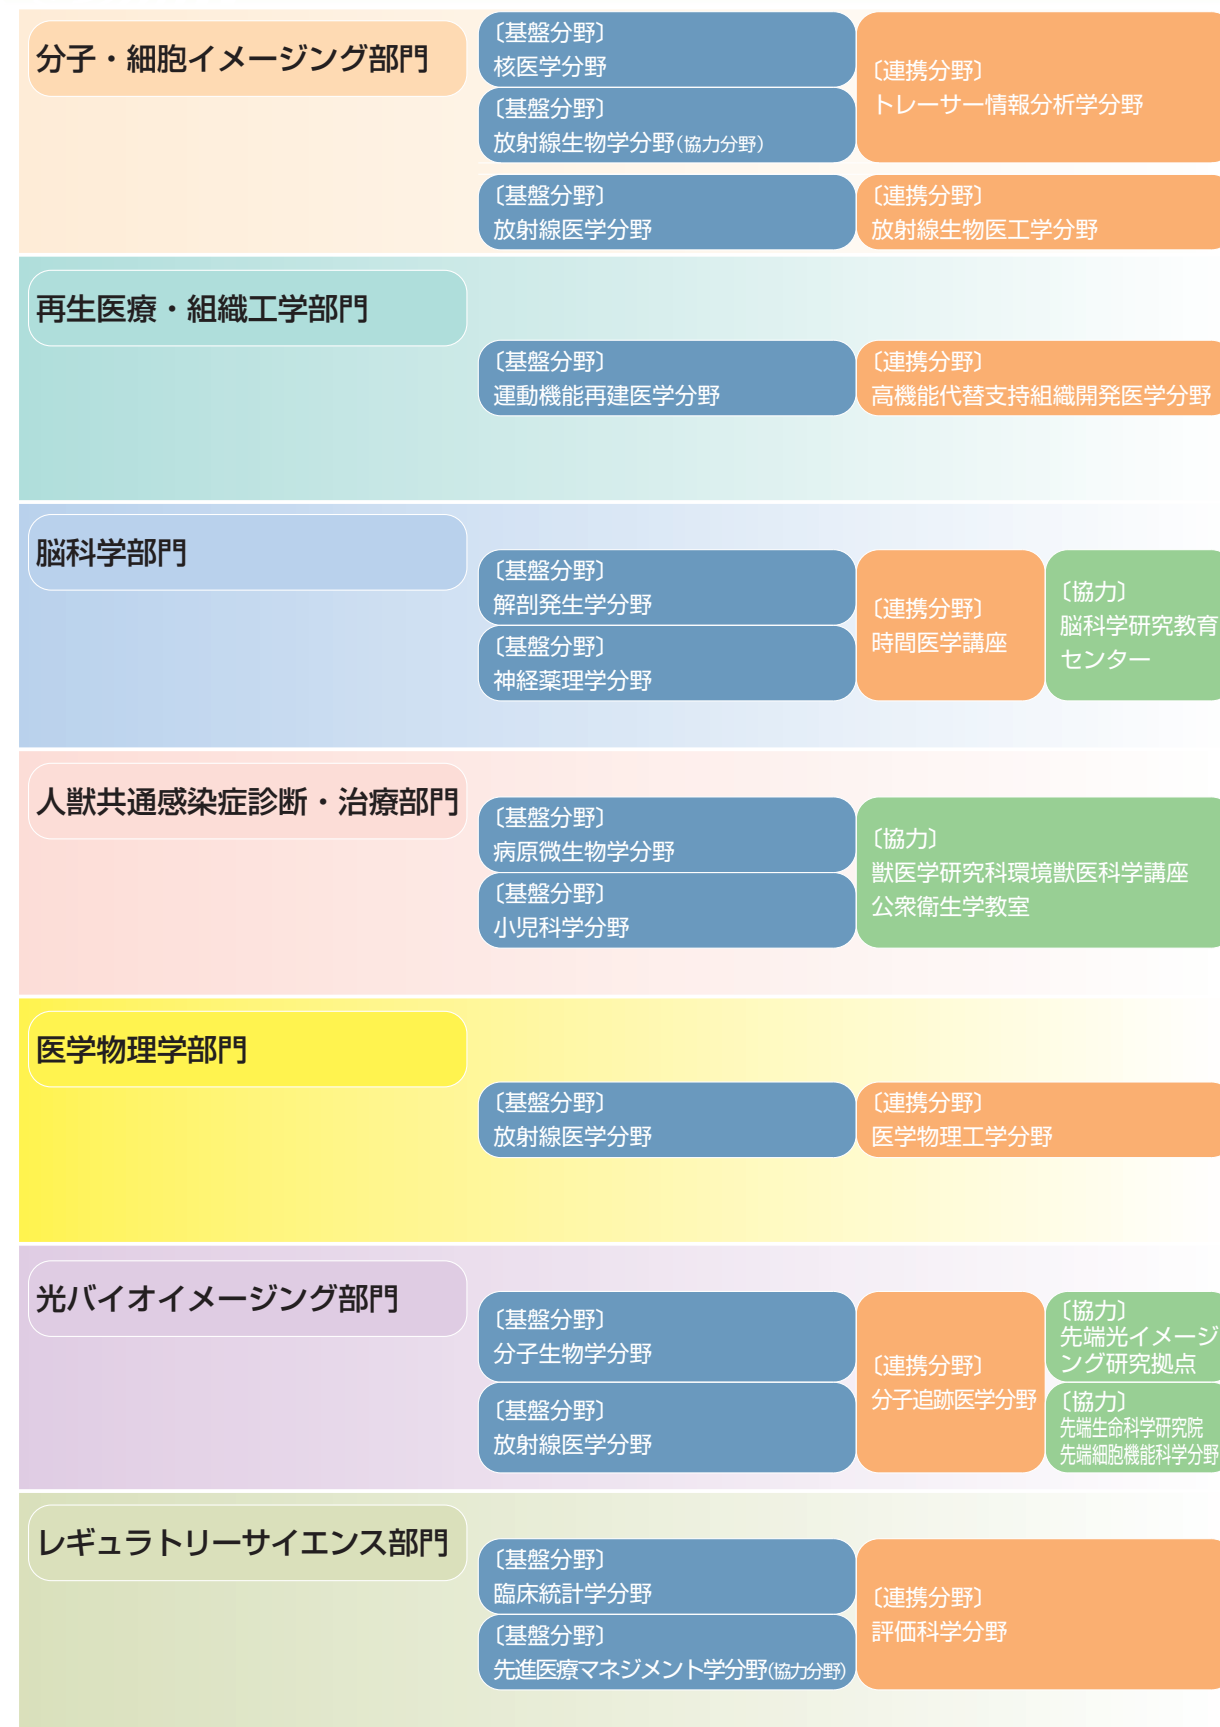 分子・細胞イメージング部門
〔基盤分野〕
核医学分野
〔基盤分野〕
放射線生物学分野(協力分野)
〔連携分野〕
トレーサー情報分析学分野
〔基盤分野〕
放射線医学分野
〔連携分野〕
放射線生物医工学分野
再生医療・組織工学部門
〔基盤分野〕
運動機能再建医学分野
〔連携分野〕
高機能代替支持組織開発医学分野
脳科学部門
〔基盤分野〕
解剖発生学分野
〔基盤分野〕
神経薬理学分野
〔連携分野〕
時間医学講座
〔協力〕
脳科学研究教育
センター
人獣共通感染症診断・治療部門
〔基盤分野〕
病原微生物学分野
〔基盤分野〕
小児科学分野
〔協力〕
獣医学研究科環境獣医科学講座
公衆衛生学教室
医学物理学部門
〔基盤分野〕
放射線医学分野
〔連携分野〕
医学物理工学分野
光バイオイメージング部門
〔基盤分野〕
分子生物学分野
〔基盤分野〕
放射線医学分野
〔連携分野〕
分子追跡医学分野
〔協力〕
先端光イメージ
ング研究拠点
〔協力〕
先端生命科学研究院
先端細胞機能科学分野
レギュラトリーサイエンス部門
〔基盤分野〕
臨床統計学分野
〔基盤分野〕
先進医療マネジメント学分野(協力分野)
〔連携分野〕
評価科学分野